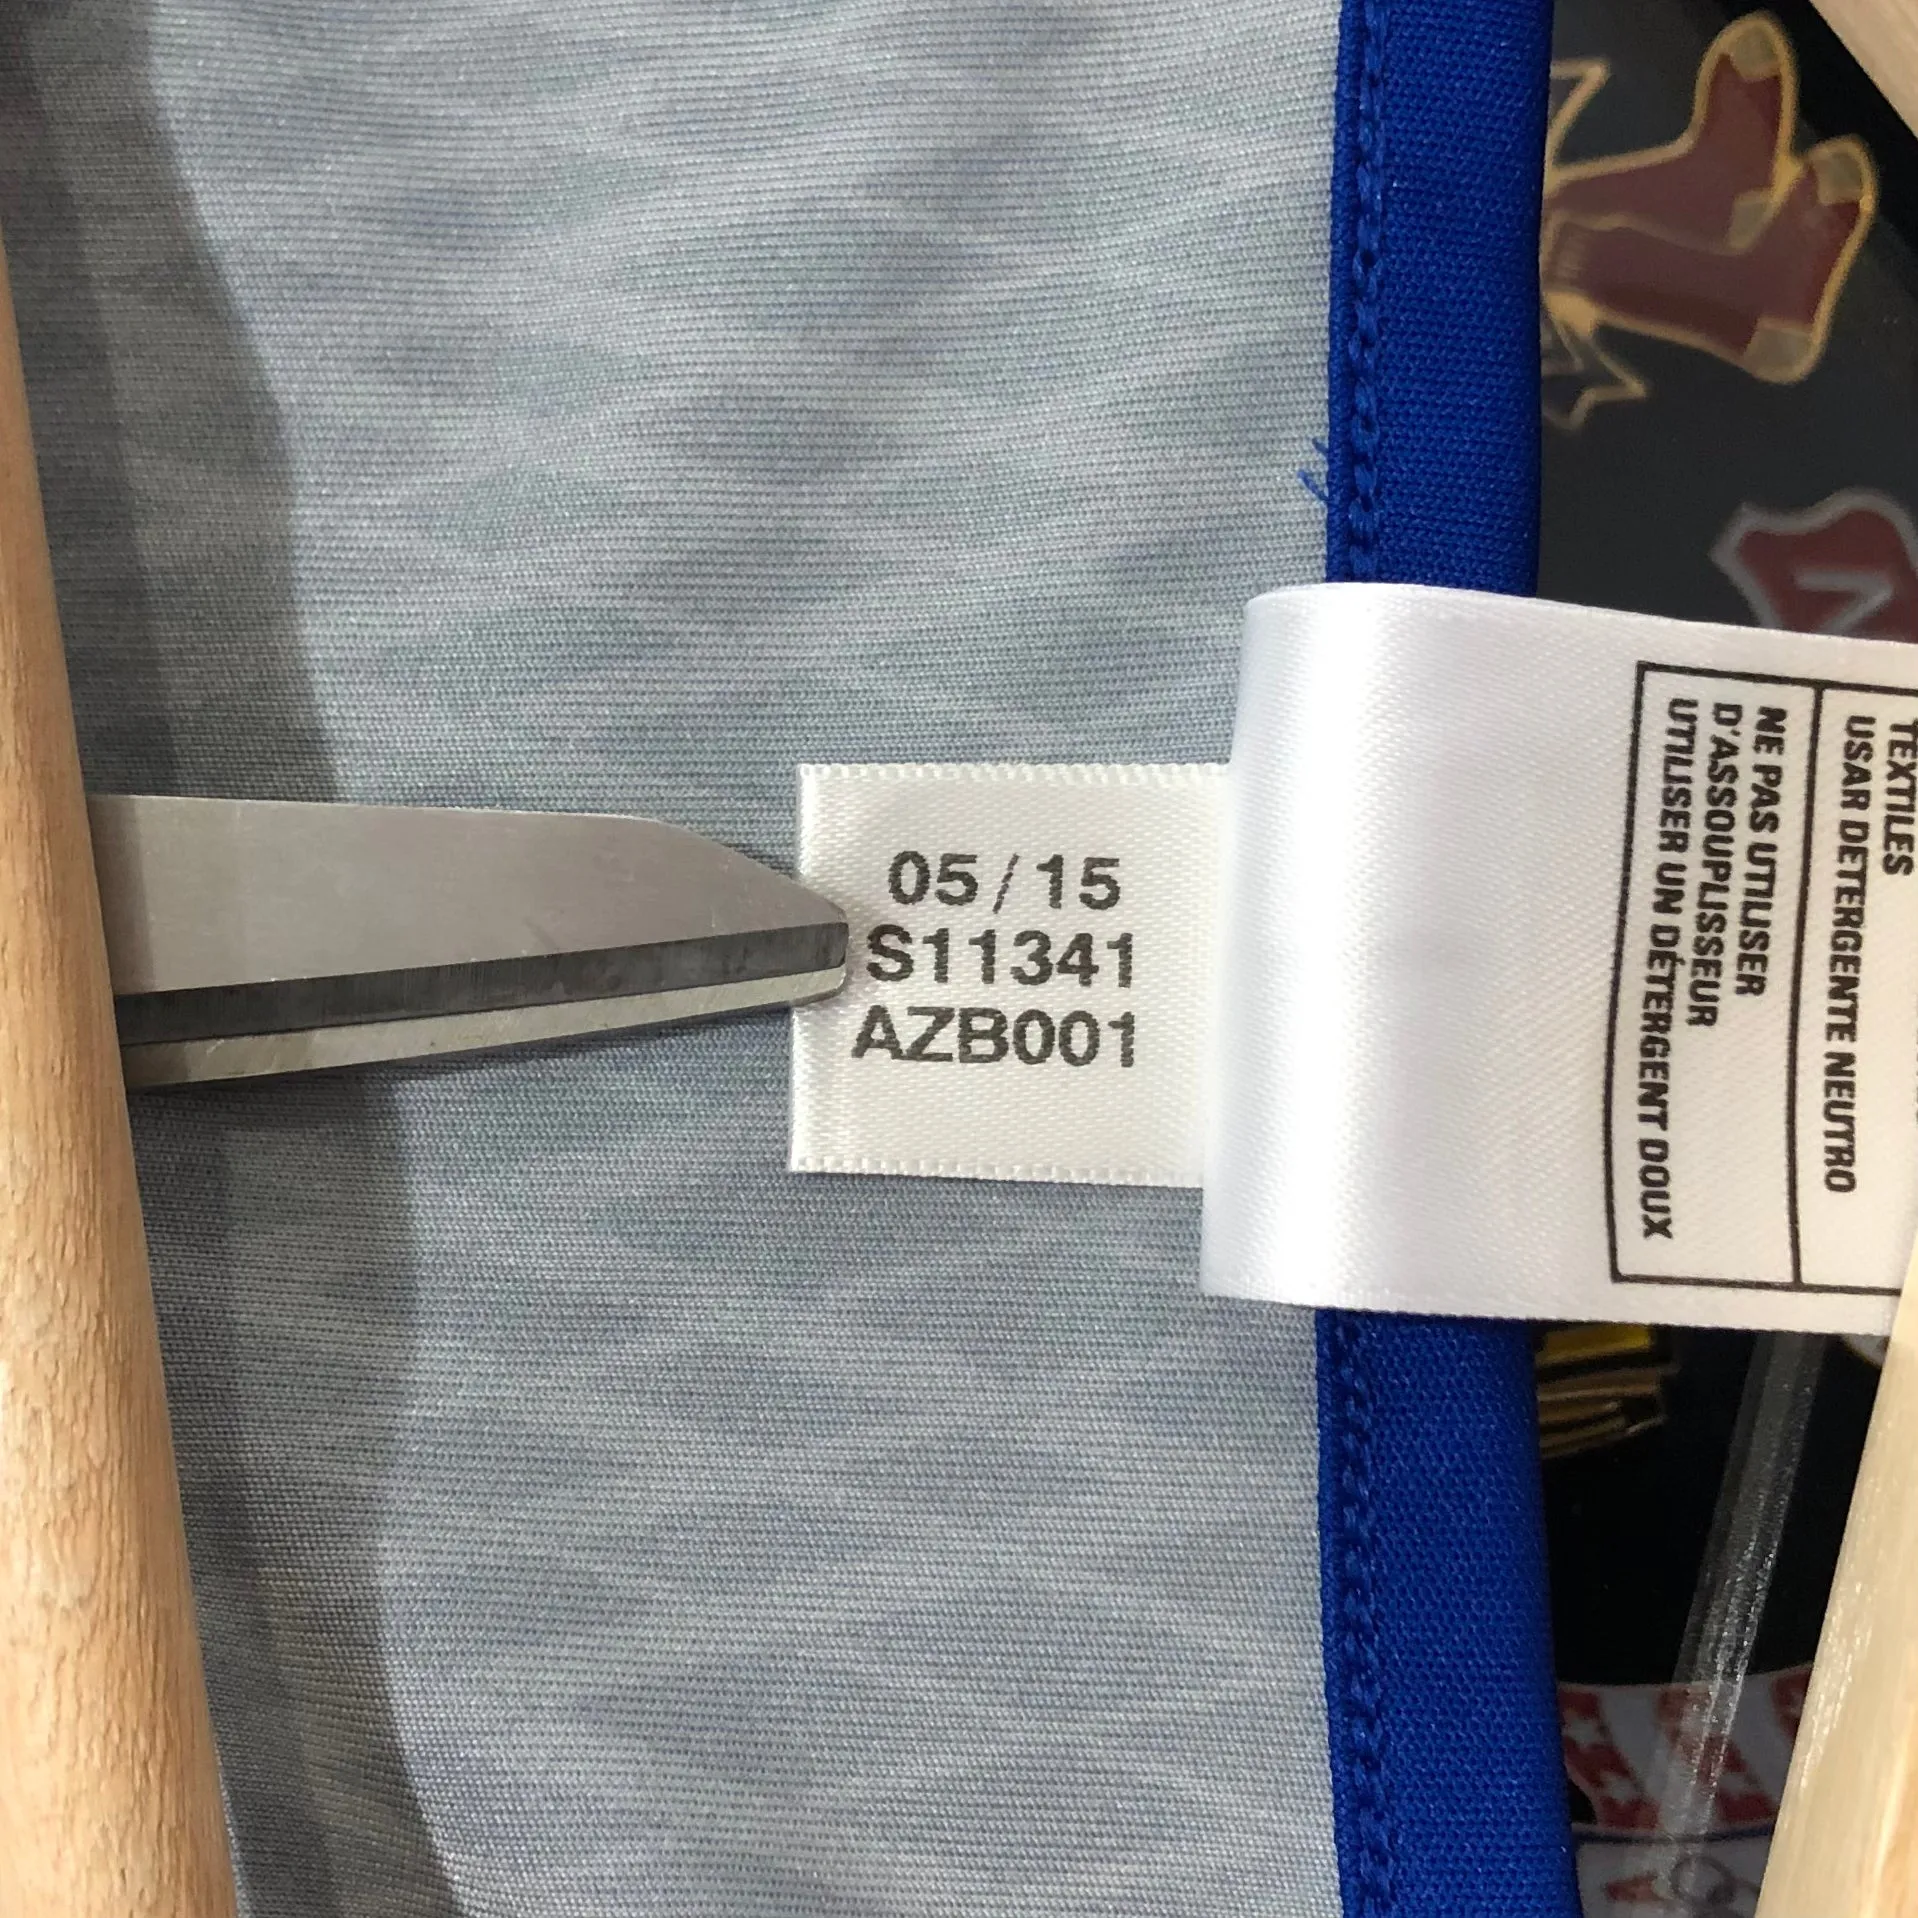 05/15
S11341
AZB001
TEXTILES
USAR DETERGENTE NEUTRO
NE PAS UTILISER
D'ASSOUPLISSEUR
UTILISER UN DÉTERGENT DOUX